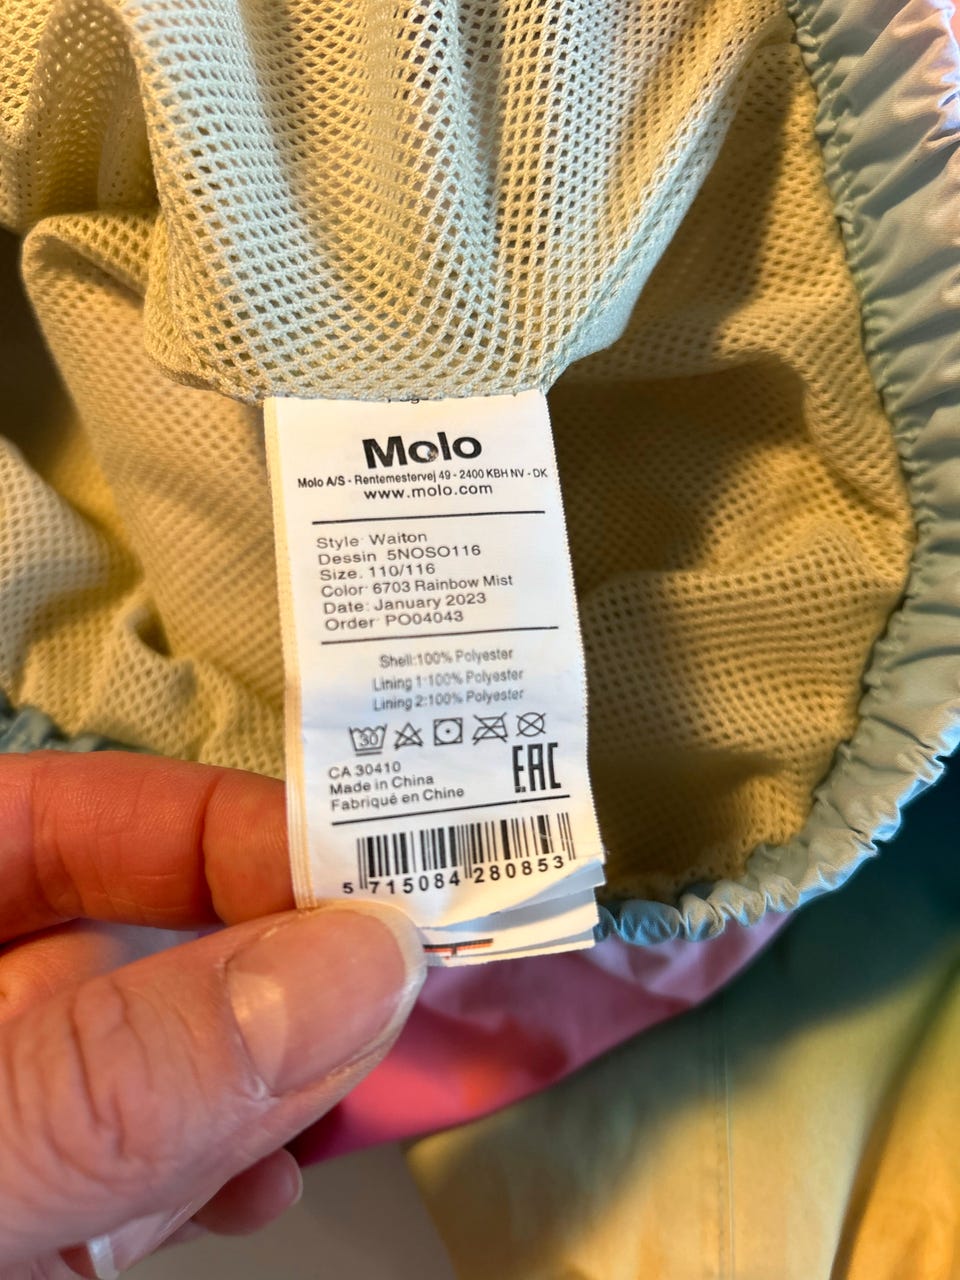 Molo
Molo A/S - Rentemestervej 49 - 2400 KBH NV - DK
www.molo.com
Style: Waiton
Dessin 5NOSO116
Size. 110/116
Color: 6703 Rainbow Mist
Date: January 2023
Order: PO04043
Shell:100% Polyester
Lining 1:100% Polyester
Lining 2:100% Polyester
30
CA 30410
Made in China
Fabriqué en Chine
EAC
5 715084 280853